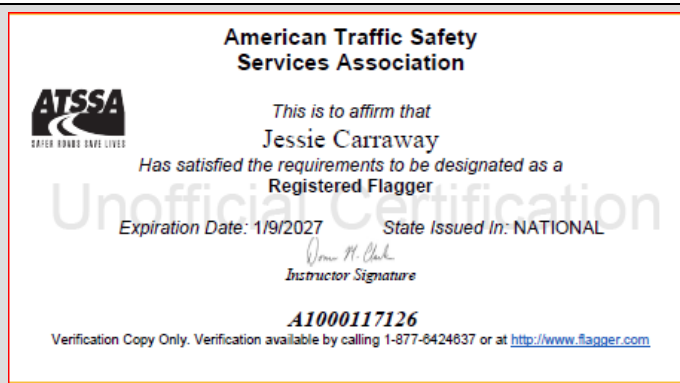 American Traffic Safety
Services Association
ATSSA
SAFER ROADS SAVE LIVES
This is to affirm that
Jessie Carraway
Has satisfied the requirements to be designated as a
Registered Flagger
Unofficial Certification
Expiration Date: 1/9/2027 State Issued In: NATIONAL
Instructor Signature
A1000117126
Verification Copy Only. Verification available by calling 1-877-6424637 or at http://www.flagger.com